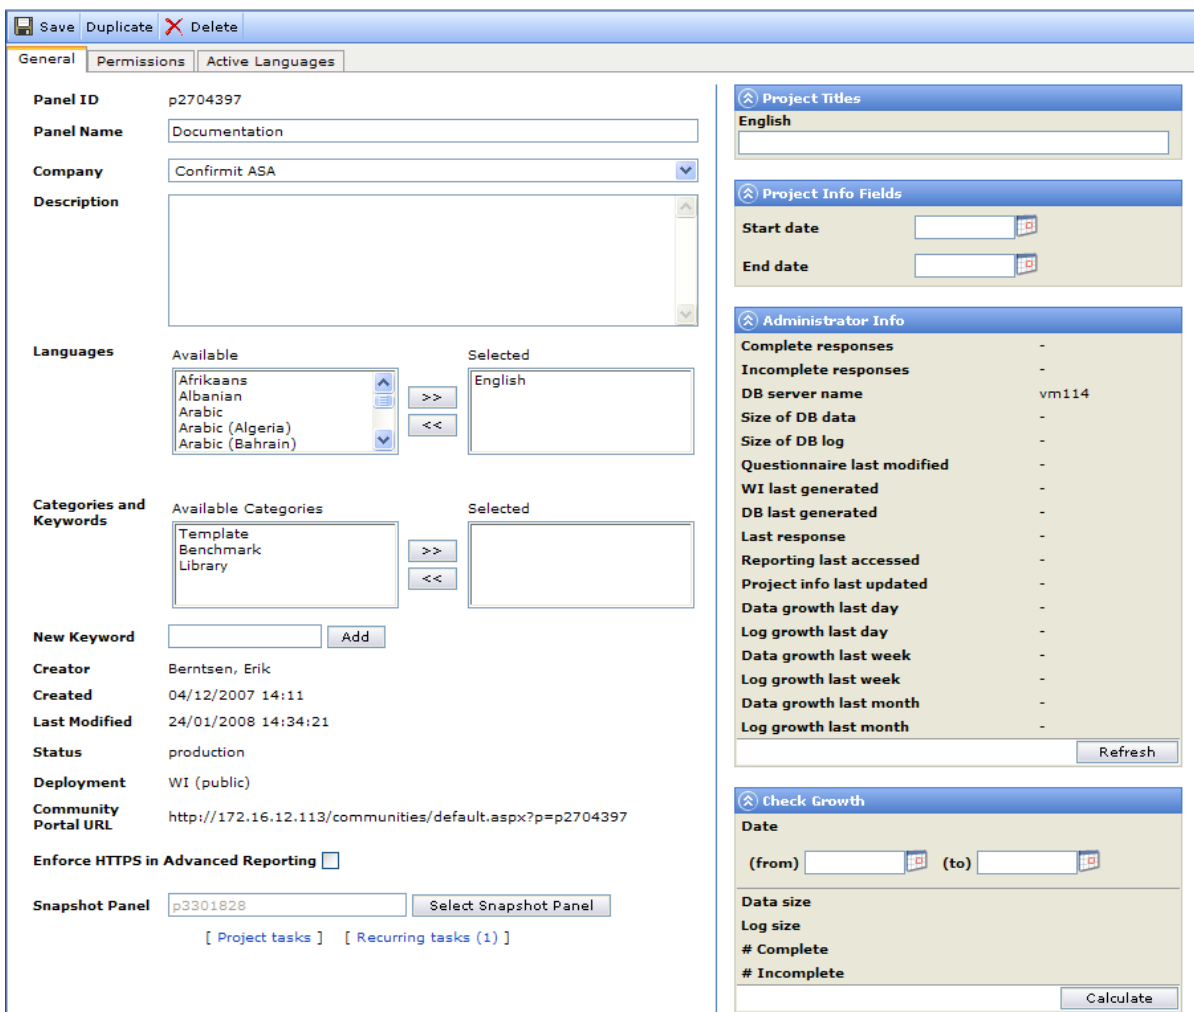 Save Duplicate Delete
General Permissions Active Languages
Panel ID p2704397
Panel Name Documentation
Company Confirmit ASA
Description
Languages
Available Selected
Afrikaans
Albanian
Arabic
Arabic (Algeria)
Arabic (Bahrain)
>>
<<
English
Categories and
Keywords
Available Categories Selected
Template
Benchmark
Library
>>
<<
New Keyword Add
Creator Berntsen, Erik
Created 04/12/2007 14:11
Last Modified 24/01/2008 14:34:21
Status production
Deployment WI (public)
Community
Portal URL http://172.16.12.113/communities/default.aspx?p=p2704397
Enforce HTTPS in Advanced Reporting
Snapshot Panel p3301828 Select Snapshot Panel
[ Project tasks ] [ Recurring tasks (1) ]
Project Titles
English
Project Info Fields
Start date
End date
Administrator Info
Complete responses -
Incomplete responses -
DB server name vm114
Size of DB data -
Size of DB log -
Questionnaire last modified -
WI last generated -
DB last generated -
Last response -
Reporting last accessed -
Project info last updated -
Data growth last day -
Log growth last day -
Data growth last week -
Log growth last week -
Data growth last month -
Log growth last month -
Refresh
Check Growth
Date
(from) (to)
Data size
Log size
# Complete
# Incomplete
Calculate